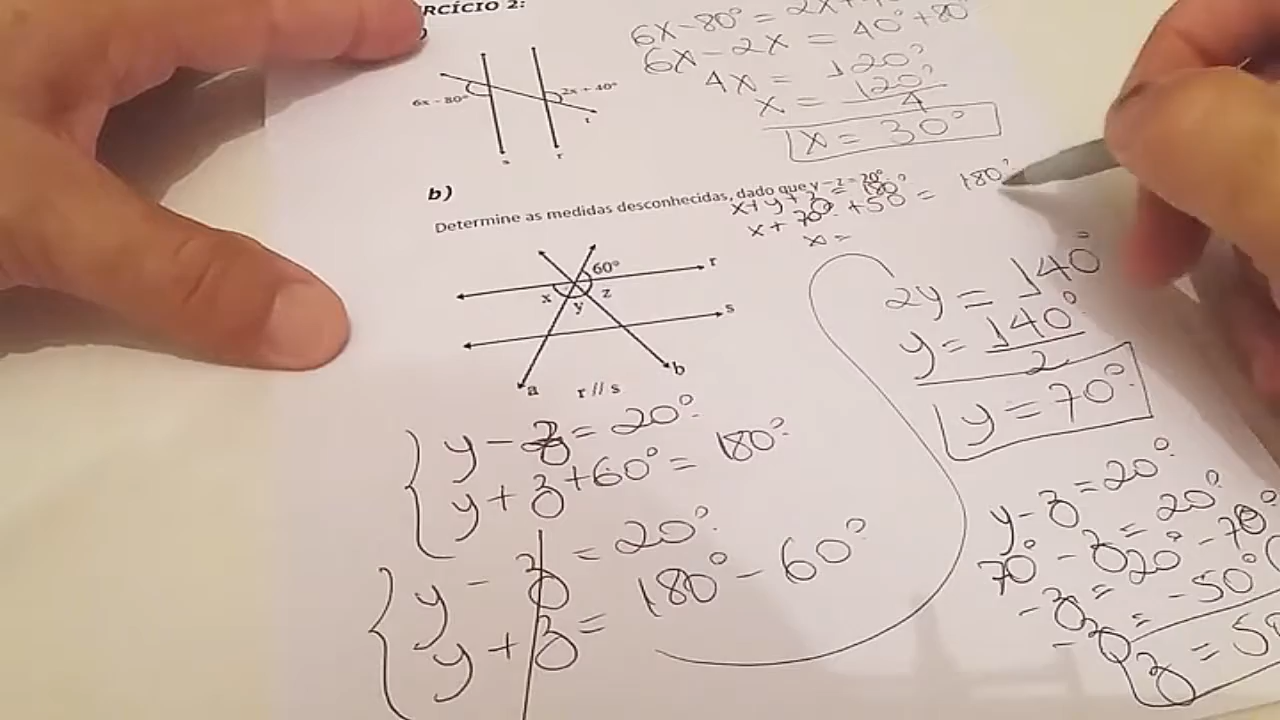 RCÍCIO 2:
6x - 80°
2x + 40°
s
r
t
6x-80° = 2x+
6x - 2x = 40°+80°
4x = 120°
x = 120°
4
x = 30°
b)
Determine as medidas desconhecidas, dado que y - z = 20°.
x+y+z = 180°
x + 70° + 50° = 180°
x =
60°
r
x
y
z
s
a
b
r // s
2y = 140°
y = 140°
2
y = 70°
{ y - z = 20°
y + z + 60° = 180°
{ y - z = 20°
y + z = 180° - 60°
y - z = 20°
70° - z = 20°
- z = 20° - 70°
- z = -50° (
z = 50